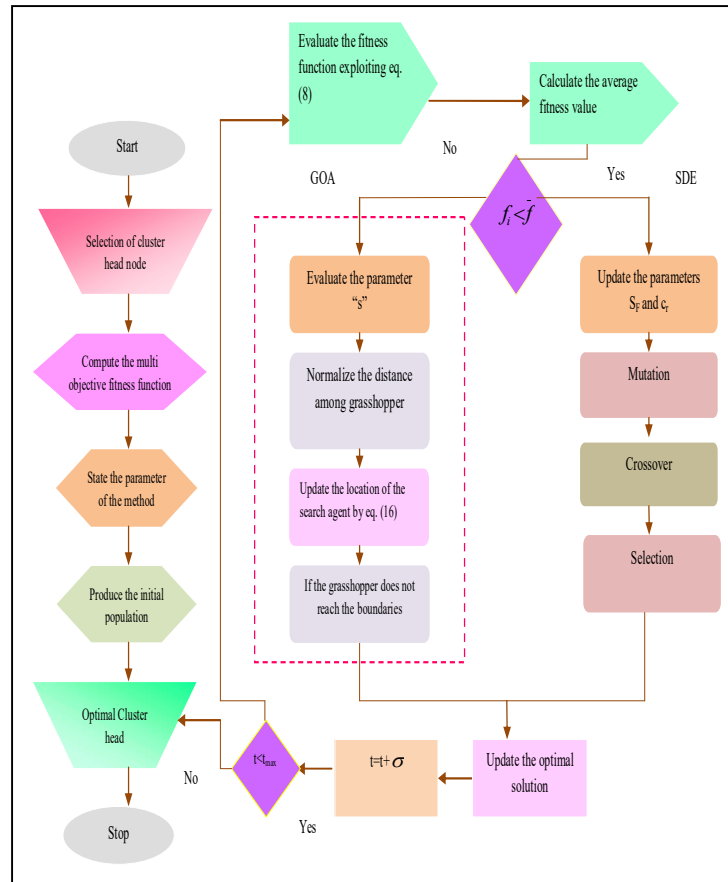 Start
Selection of cluster
head node
Compute the multi
objective fitness function
State the parameter
of the method
Produce the initial
population
Optimal Cluster
head
Stop
Evaluate the fitness
function exploiting eq.
(8)
Calculate the average
fitness value
No
Yes
GOA
SDE
f_i < f̄
Evaluate the parameter
“s”
Normalize the distance
among grasshopper
Update the location of the
search agent by eq. (16)
If the grasshopper does not
reach the boundaries
Update the parameters
S_F and c_r
Mutation
Crossover
Selection
Update the optimal
solution
t=t+σ
t<t_max
No
Yes